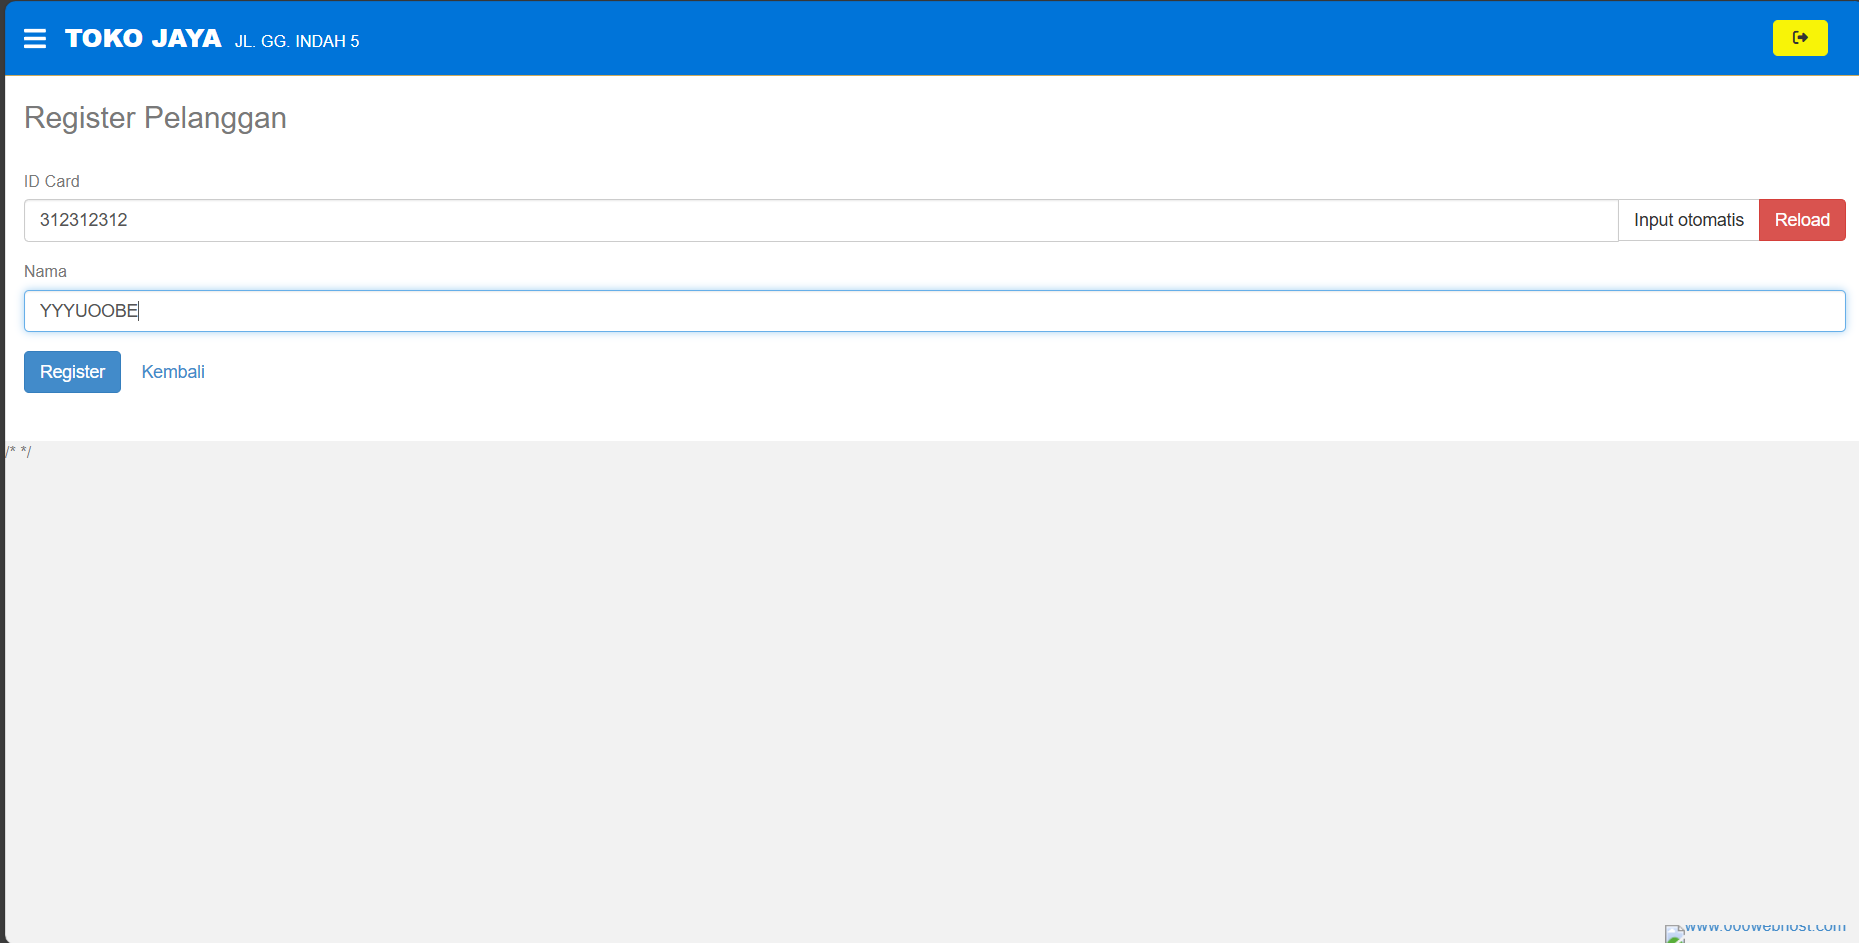 TOKO JAYA JL. GG. INDAH 5
Register Pelanggan
ID Card
312312312 Input otomatis Reload
Nama
YYYUOOBE
Register Kembali
/* */
www.000webhost.com